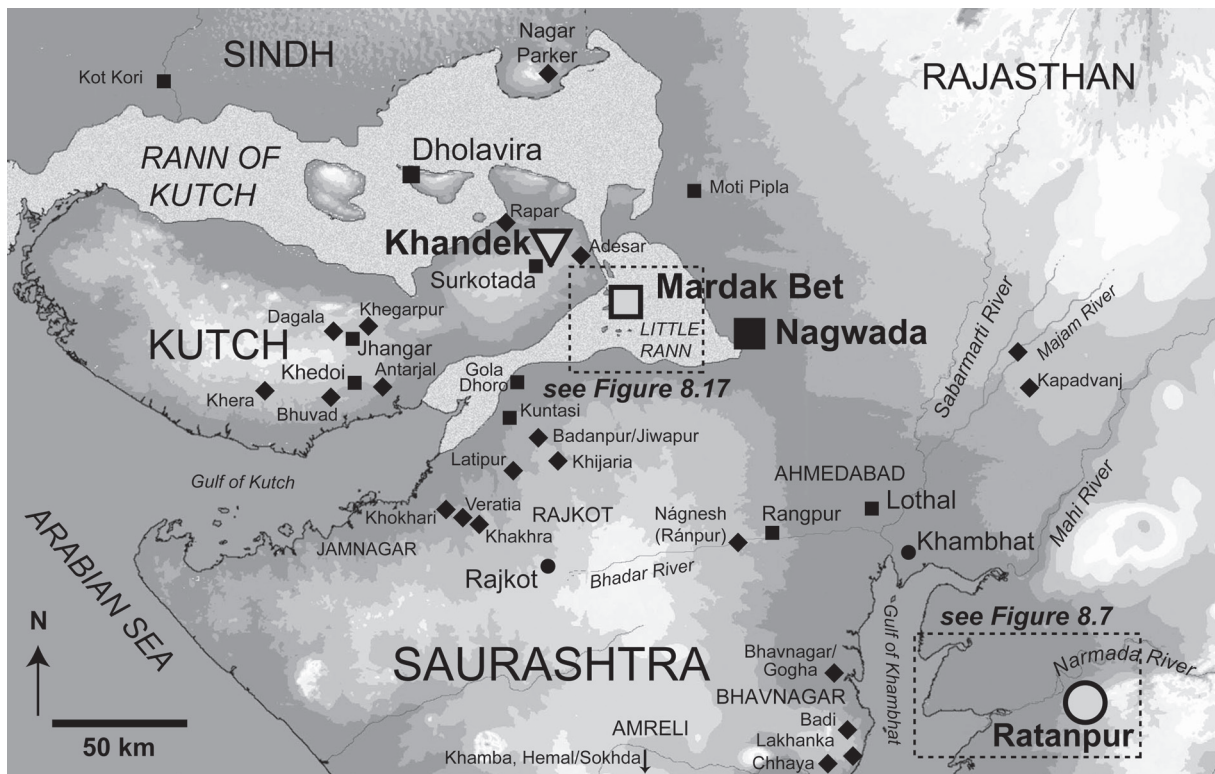 SINDH
Nagar
Parker
RAJASTHAN
Kot Kori
RANN OF
KUTCH
Dholavira
Moti Pipla
Rapar
Khandek
Adesar
Surkotada
Mardak Bet
Sabarmarti River
Majam River
Dagala
Khegarpur
KUTCH
Jhangar
LITTLE
RANN
Nagwada
Khedoi
Antarjal
Gola
Dhoro
see Figure 8.17
Kapadvanj
Khera
Bhuvad
Kuntasi
Badanpur/Jiwapur
Latipur
Khijaria
Gulf of Kutch
AHMEDABAD
Mahi River
Lothal
Khokhari
Veratia
RAJKOT
Nágnesh
(Ránpur)
Rangpur
Khakhra
JAMNAGAR
Khambhat
ARABIAN SEA
Rajkot
Bhadar River
see Figure 8.7
N
Gulf of Khambhat
SAURASHTRA
Bhavnagar/
Gogha
Narmada River
BHAVNAGAR
50 km
AMRELI
Badi
Lakhanka
Ratanpur
Khamba, Hemal/Sokhda
Chhaya